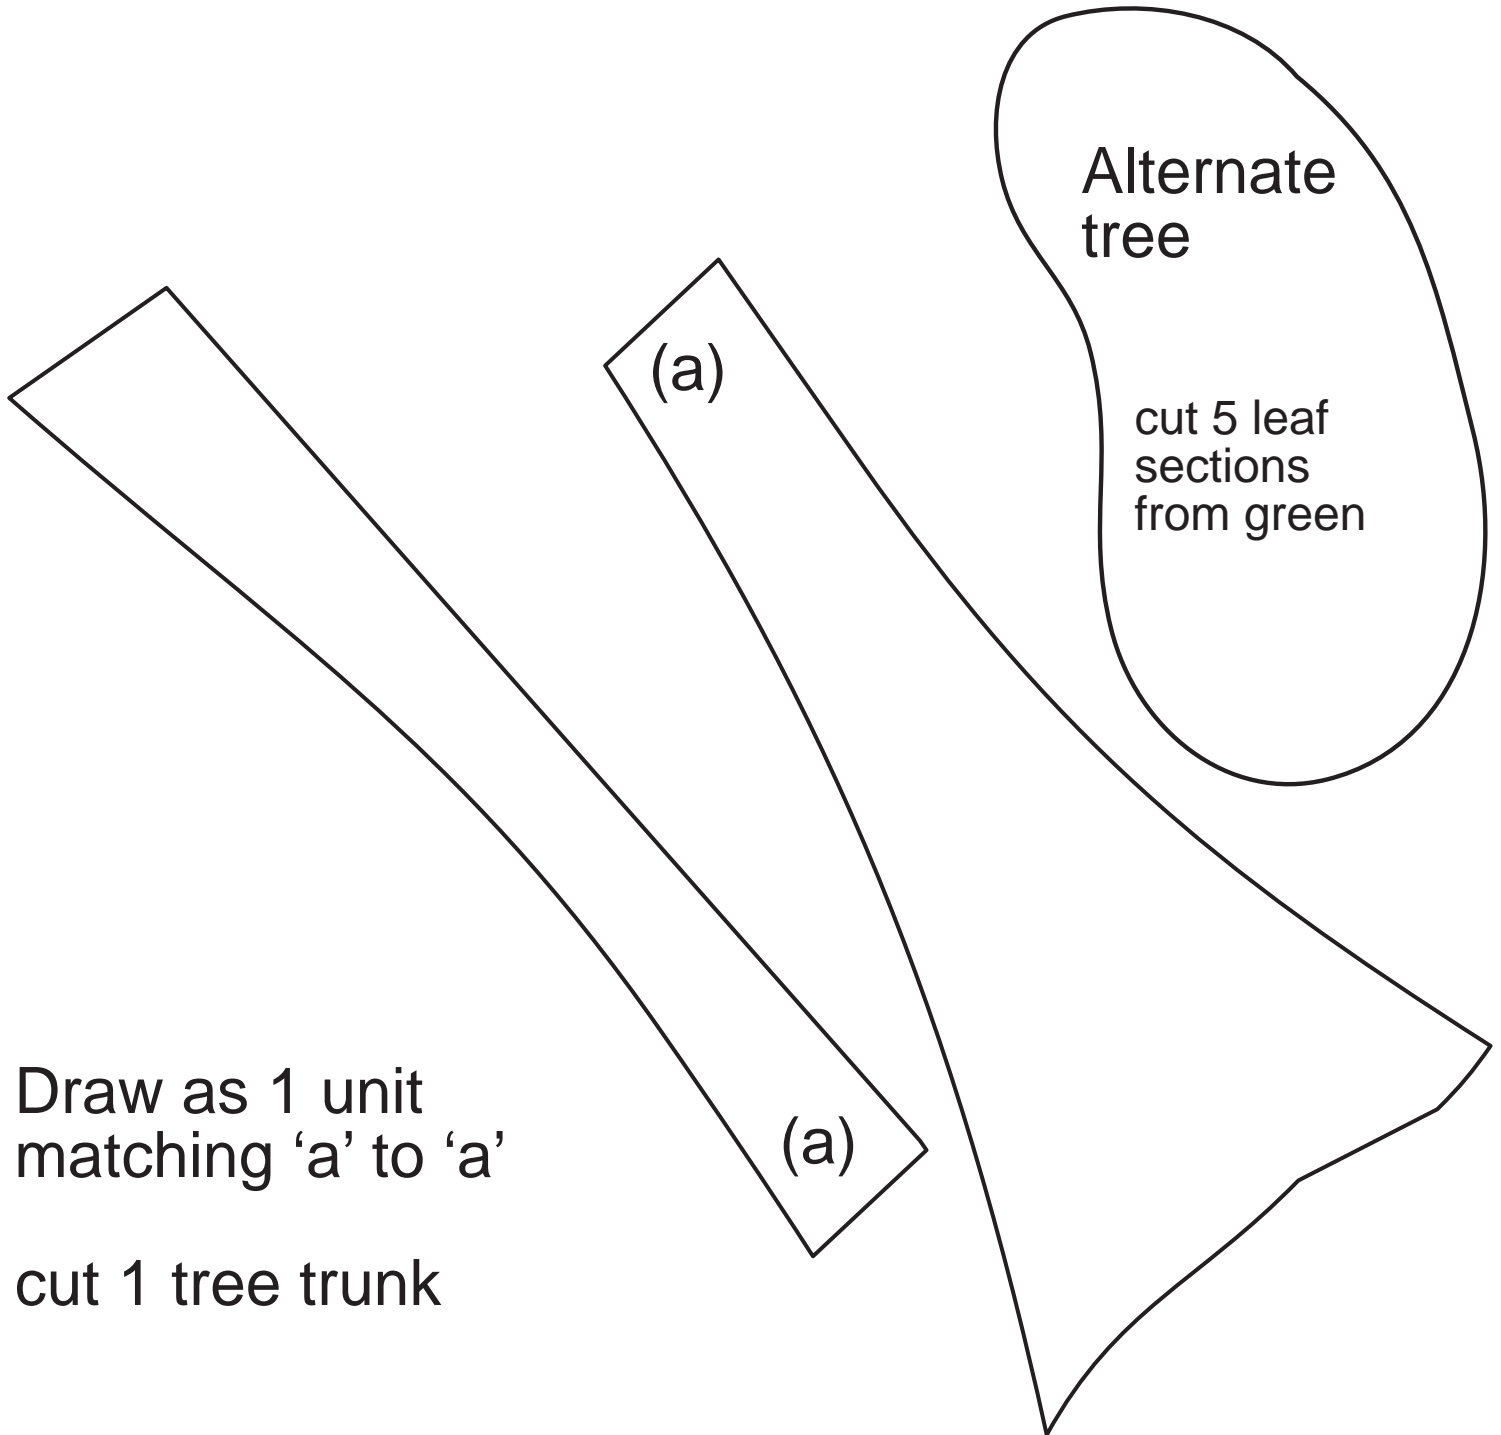 Alternate
tree
(a)
cut 5 leaf
sections
from green
Draw as 1 unit
matching ‘a’ to ‘a’
(a)
cut 1 tree trunk